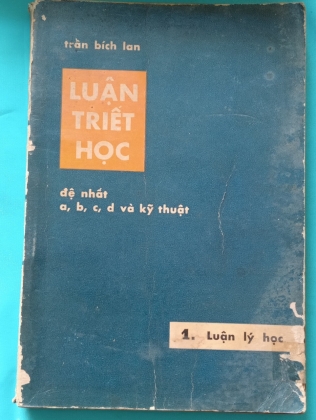 trần bích lan
LUẬN
TRIẾT
HỌC
đệ nhất
a, b, c, d và kỹ thuật
1. Luận lý học